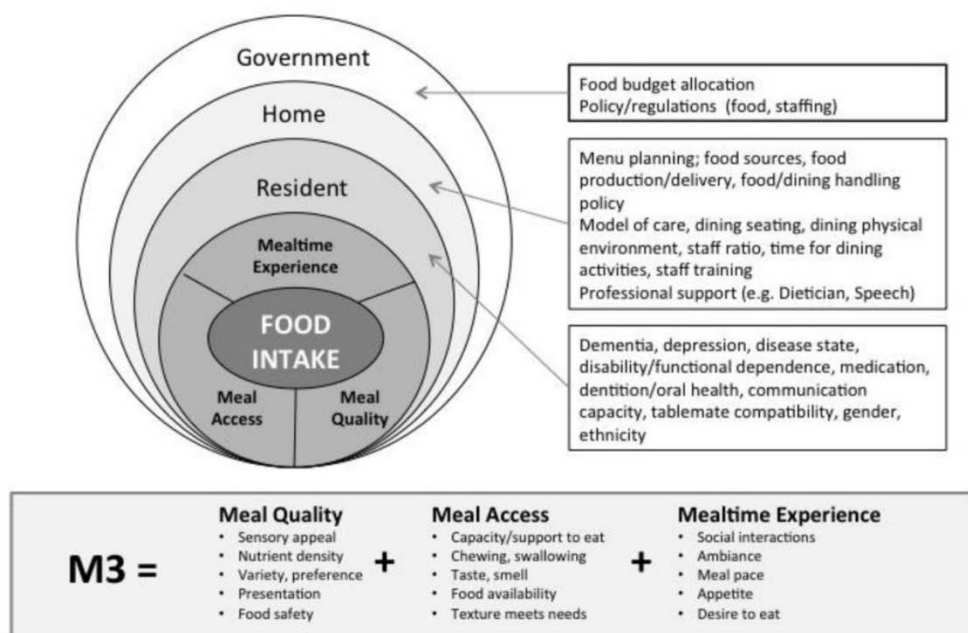 Government
Home
Resident
Mealtime
Experience
FOOD
INTAKE
Meal
Access
Meal
Quality
Food budget allocation
Policy/regulations (food, staffing)
Menu planning; food sources, food
production/delivery, food/dining handling
policy
Model of care, dining seating, dining physical
environment, staff ratio, time for dining
activities, staff training
Professional support (e.g. Dietician, Speech)
Dementia, depression, disease state,
disability/functional dependence, medication,
dentition/oral health, communication
capacity, tablemate compatibility, gender,
ethnicity
M3 =
Meal Quality
• Sensory appeal
• Nutrient density
• Variety, preference
• Presentation
• Food safety
+
Meal Access
• Capacity/support to eat
• Chewing, swallowing
• Taste, smell
• Food availability
• Texture meets needs
+
Mealtime Experience
• Social interactions
• Ambiance
• Meal pace
• Appetite
• Desire to eat